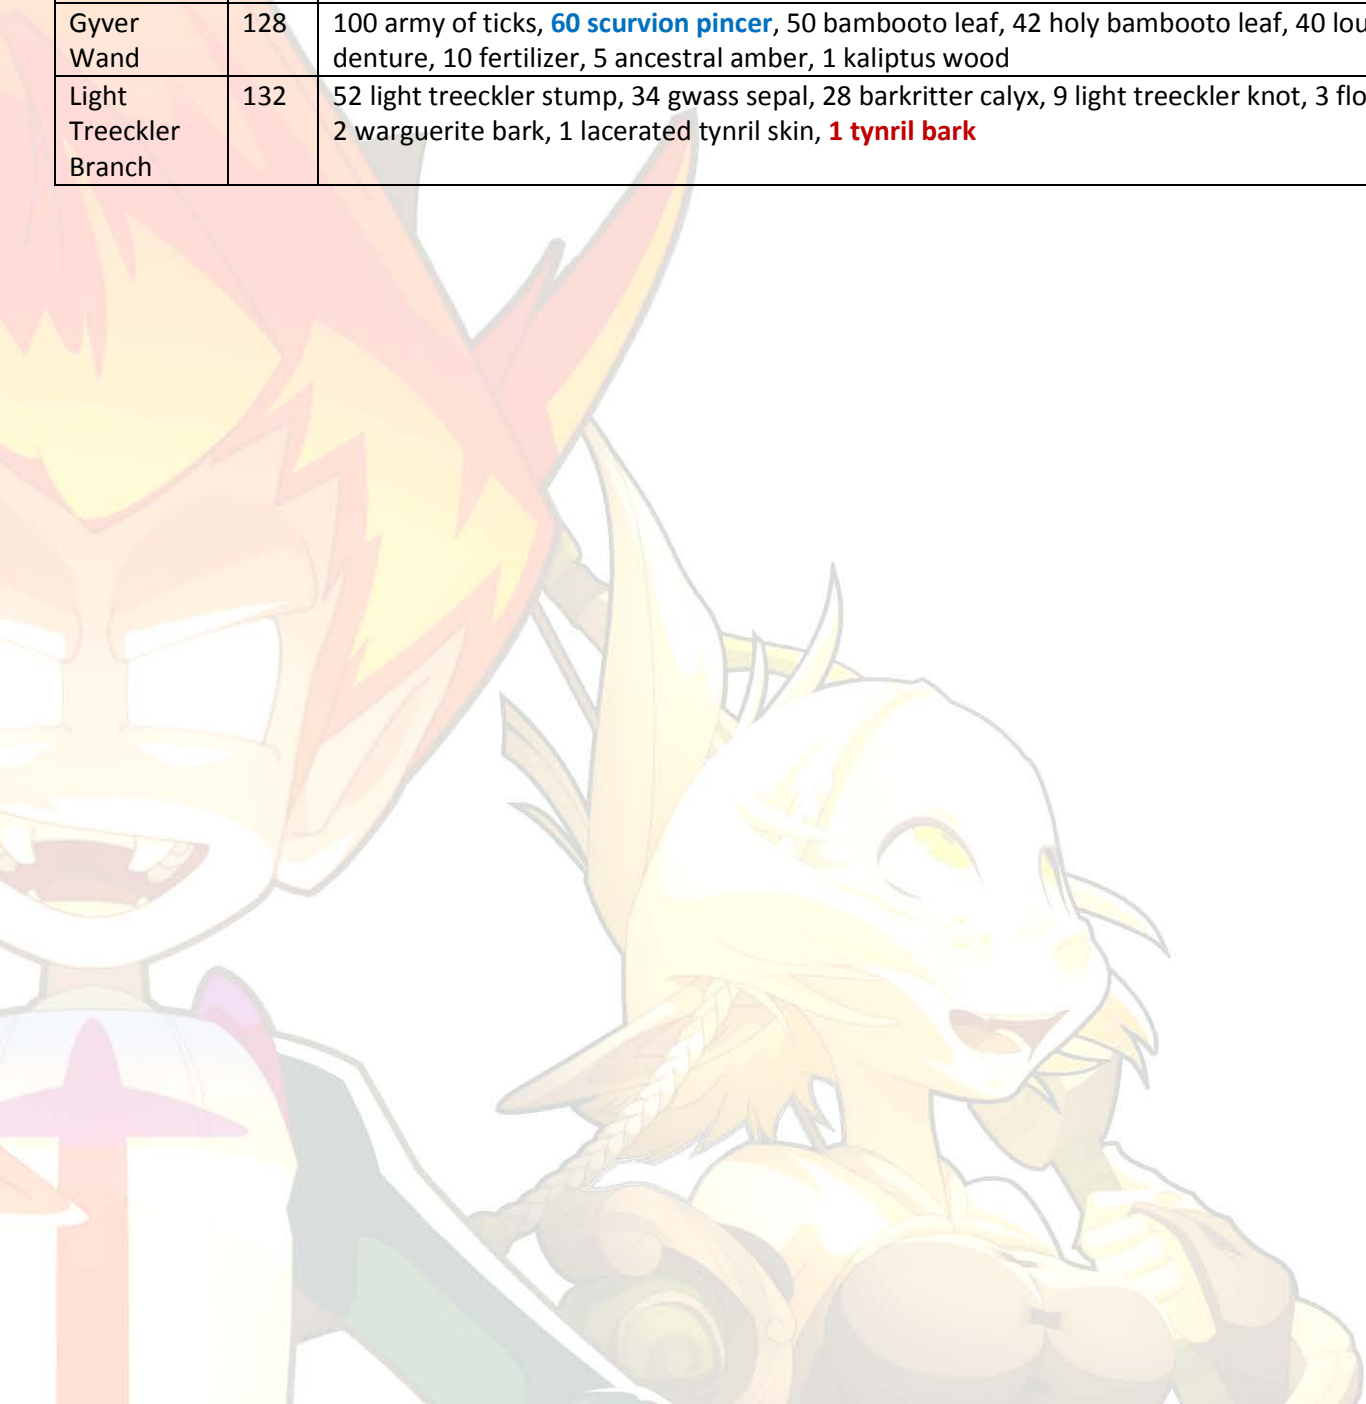 Gyver 128 100 army of ticks, 60 scurvion pincer, 50 bambooto leaf, 42 holy bambooto leaf, 40
Wand denture, 10 fertilizer, 5 ancestral amber, 1 kaliptus wood
Light 132 52 light treeckler stump, 34 gwass sepal, 28 barkritter calyx, 9 light treeckler knot, 3
Treeckler 2 warguerite bark, 1 lacerated tynril skin, 1 tynril bark
Branch